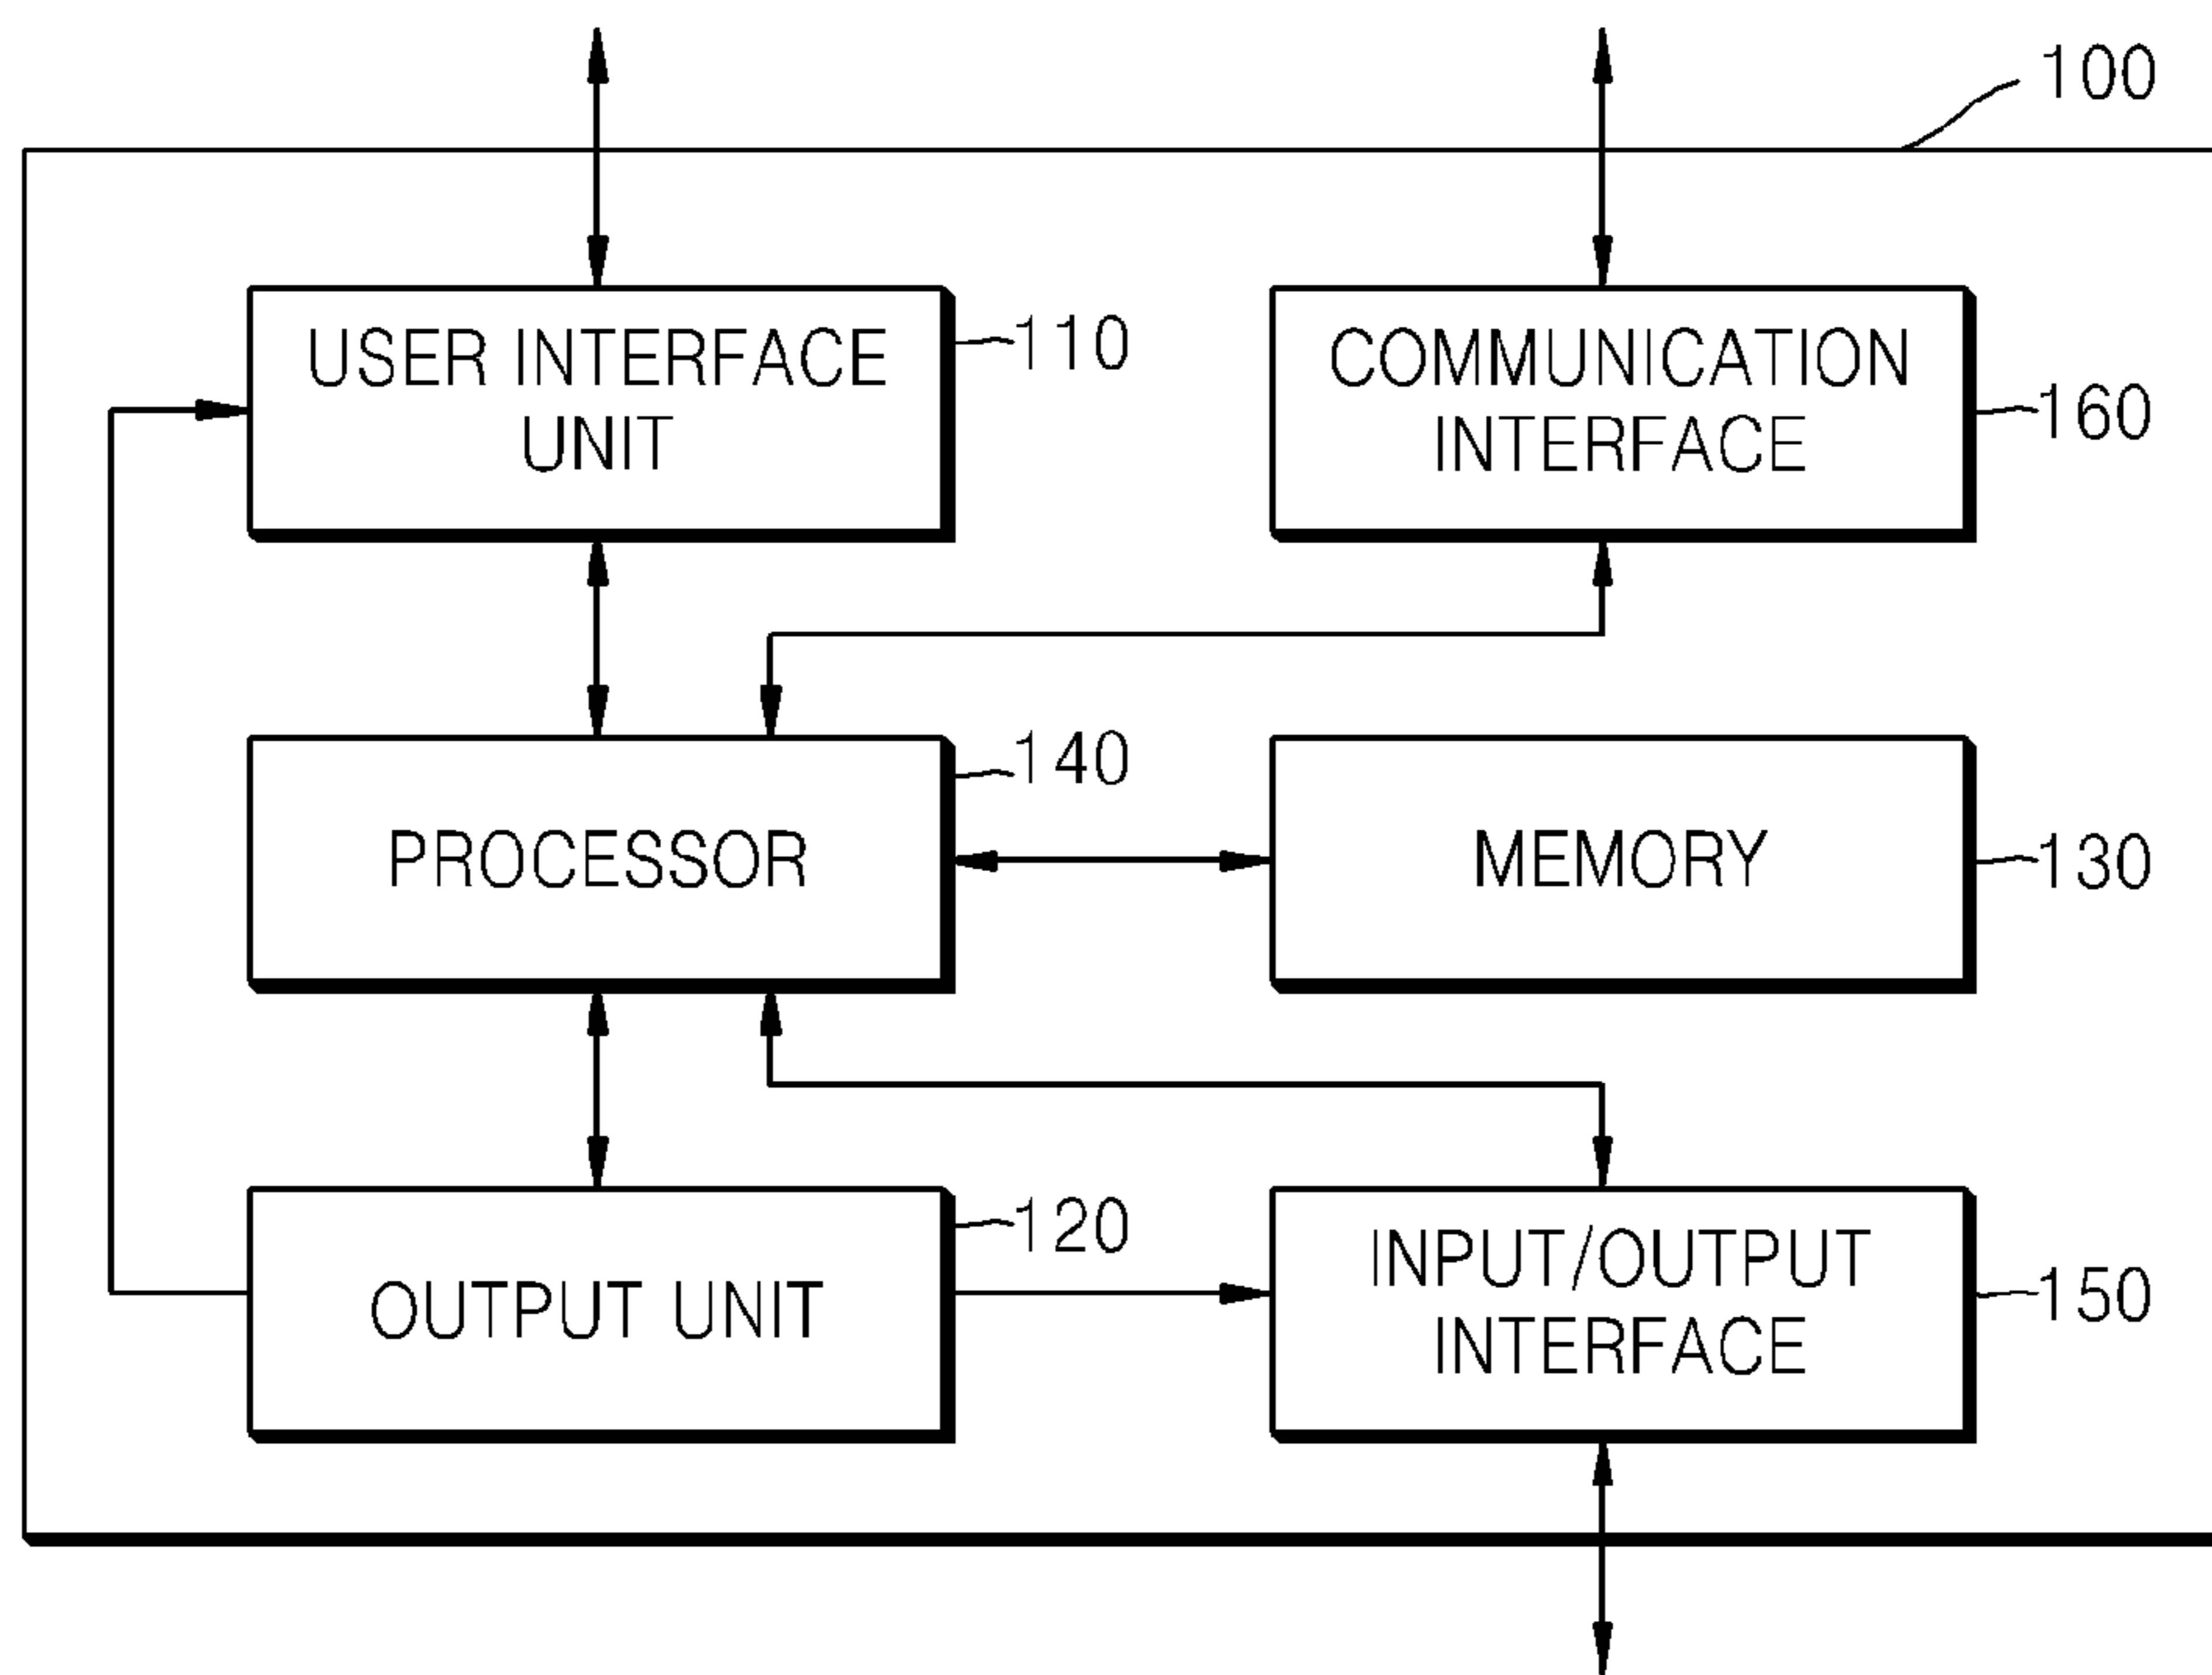 100
USER INTERFACE
UNIT
110
COMMUNICATION
INTERFACE
160
PROCESSOR
140
MEMORY
130
OUTPUT UNIT
120
INPUT/OUTPUT
INTERFACE
150